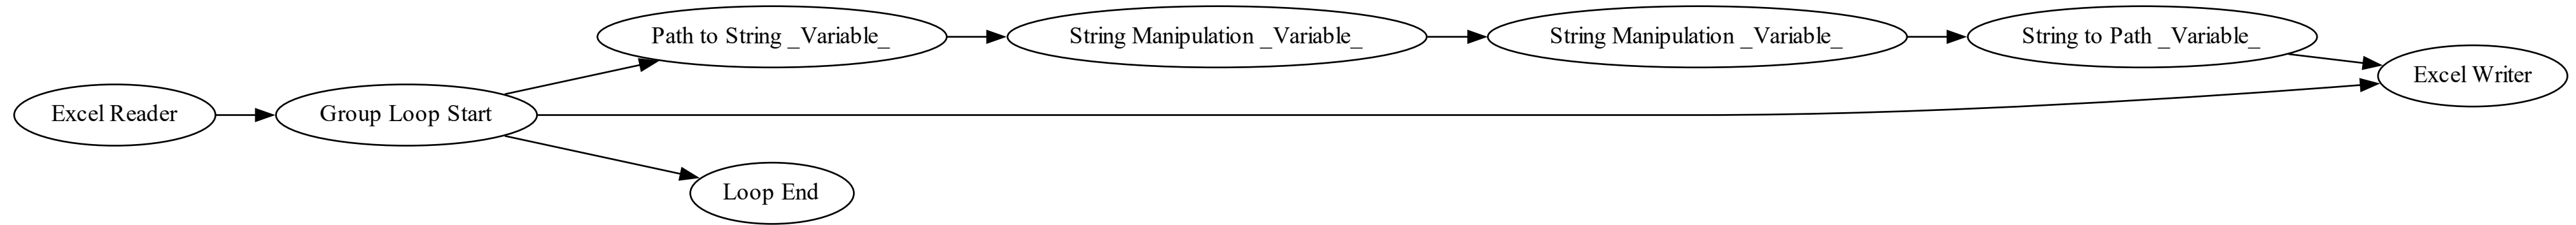 Path to String _Variable_
String Manipulation _Variable_
String Manipulation _Variable_
String to Path _Variable_
Excel Writer
Excel Reader
Group Loop Start
Loop End